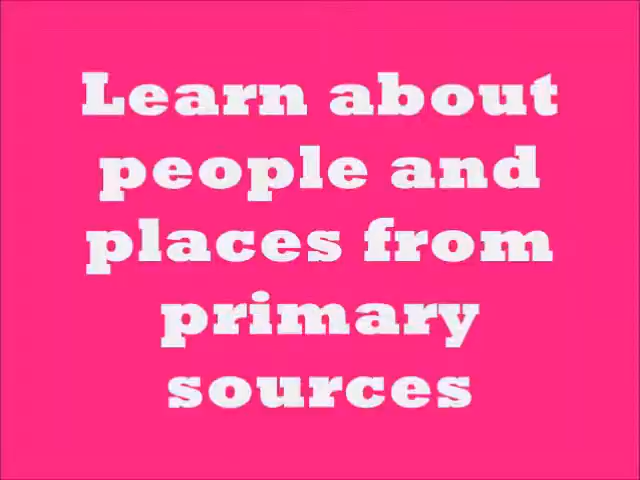 Learn about
people and
places from
primary
sources